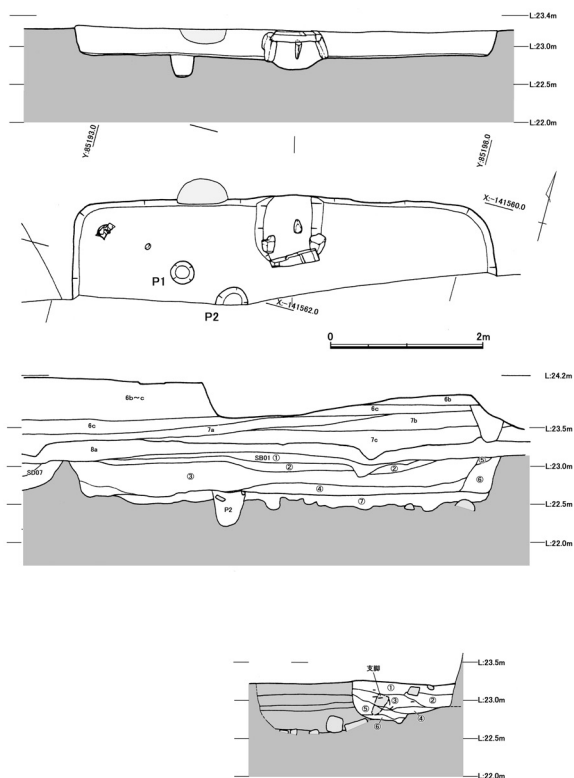 L:23.4m
L:23.0m
L:22.5m
L:22.0m
Y:85193.0
Y:85198.0
X:-141560.0
P1
P2
X:-141562.0
0 2m
L:24.2m
6b～c
6b
6c
6c
7a
7b
L:23.5m
8a
7c
SB01 ①
②
②
⑤
L:23.0m
SD07
③
④
⑥
P2
⑦
L:22.5m
L:22.0m
支脚
L:23.5m
①
③
②
L:23.0m
⑤
④
⑥
L:22.5m
L:22.0m